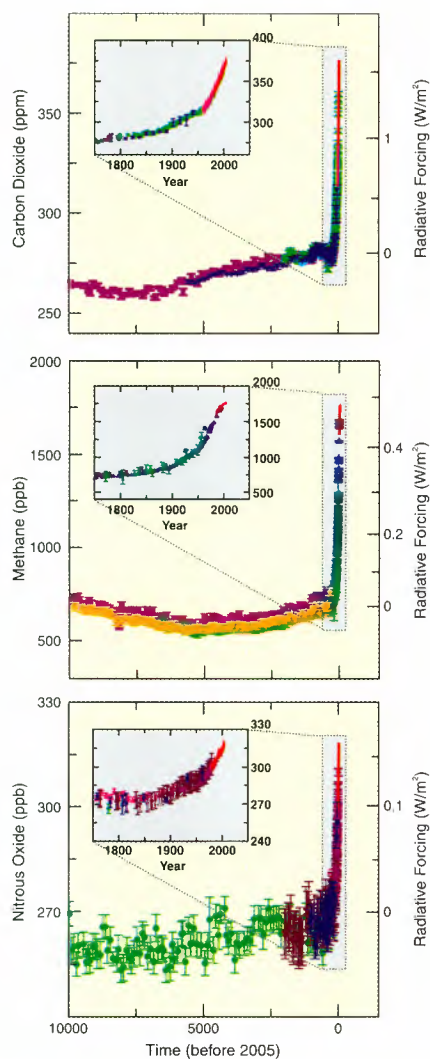 Carbon Dioxide (ppm)
350
300
250
400
350
300
1800 1900 2000
Year
1
0
Radiative Forcing (W/m²)
Methane (ppb)
2000
1500
1000
500
2000
1500
1000
500
1800 1900 2000
Year
0.4
0.2
0
Radiative Forcing (W/m²)
Nitrous Oxide (ppb)
330
300
270
330
300
270
240
1800 1900 2000
Year
0.1
0
Radiative Forcing (W/m²)
10000 5000 0
Time (before 2005)